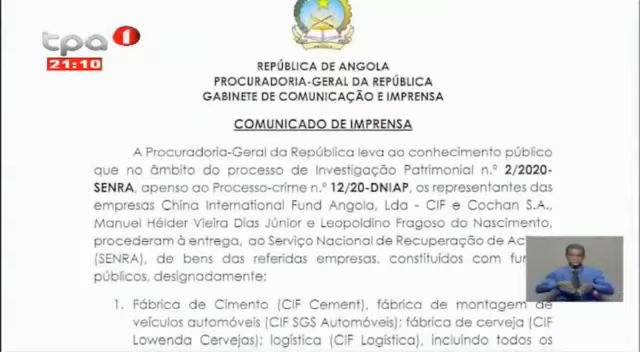 tpa 1
21:10
REPÚBLICA DE ANGOLA
PROCURADORIA-GERAL DA REPÚBLICA
GABINETE DE COMUNICAÇÃO E IMPRENSA
COMUNICADO DE IMPRENSA
A Procuradoria-Geral da República leva ao conhecimento público
que no âmbito do processo de Investigação Patrimonial n.º 2/2020-
SENRA, apenso ao Processo-crime n.º 12/20-DNIAP, os representantes das
empresas China International Fund Angola, Lda - CIF e Cochan S.A.,
Manuel Hélder Vieira Dias Júnior e Leopoldino Fragoso do Nascimento,
procederam à entrega, ao Serviço Nacional de Recuperação de Ac
(SENRA), de bens das referidas empresas, constituídos com fun
públicos, designadamente:
1. Fábrica de Cimento (CIF Cement), fábrica de montagem de
veículos automóveis (CIF SGS Automóveis); fábrica de cerveja (CIF
Lowenda Cervejas); logística (CIF Logística), incluindo todos os